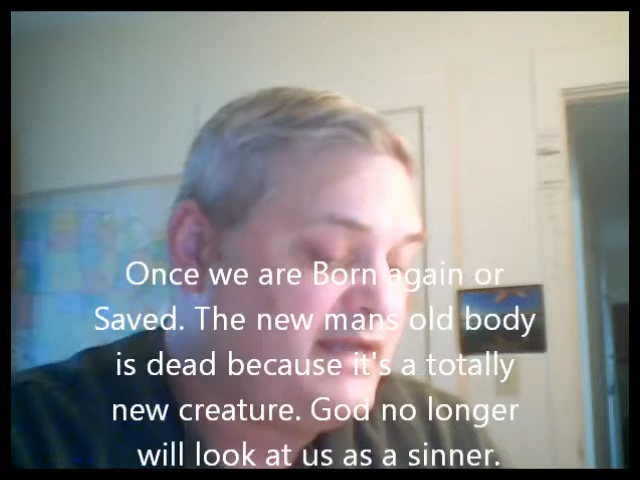 Once we are Born again or
Saved. The new mans old body
is dead because it's a totally
new creature. God no longer
will look at us as a sinner.